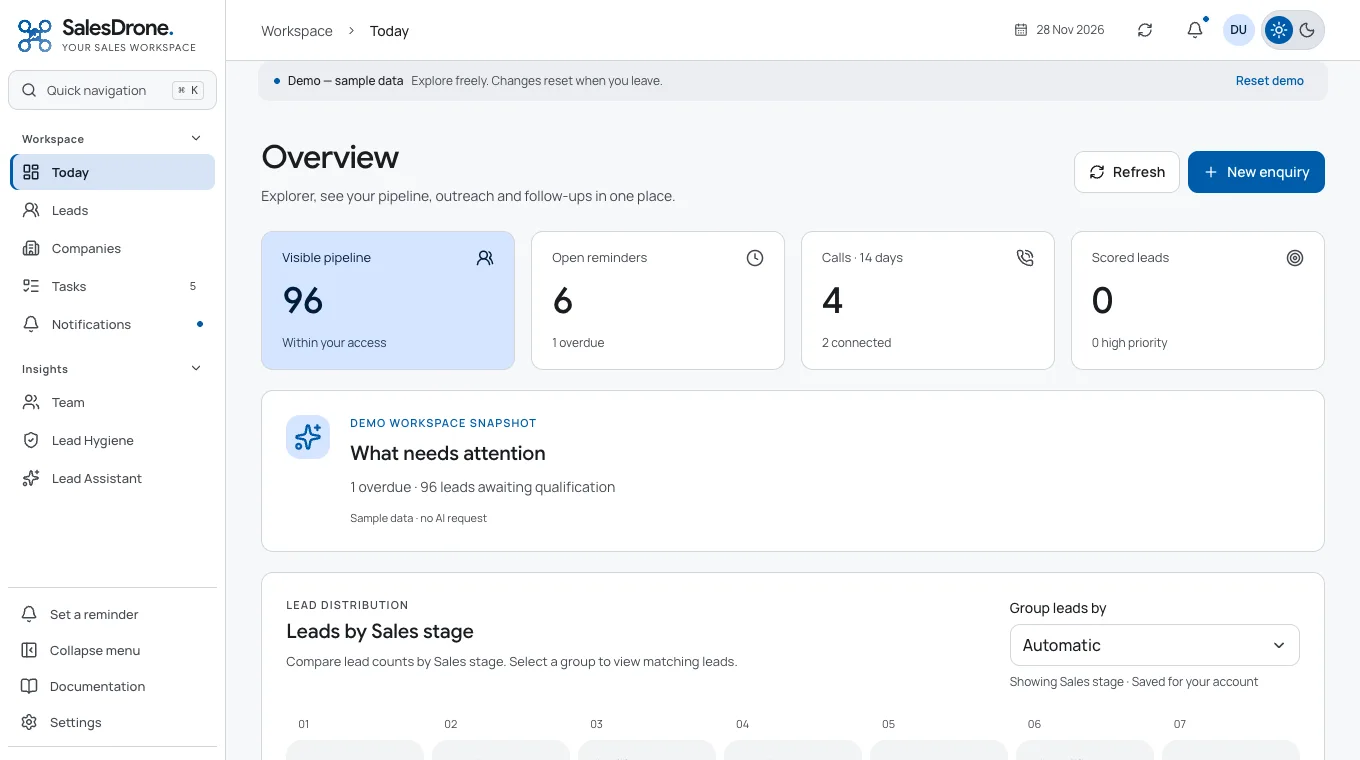 SalesDrone.
YOUR SALES WORKSPACE
Quick navigation ⌘ K
Workspace
Today
Leads
Companies
Tasks 5
Notifications
Insights
Team
Lead Hygiene
Lead Assistant
Set a reminder
Collapse menu
Documentation
Settings
Workspace > Today
28 Nov 2026
DU
Demo — sample data Explore freely. Changes reset when you leave.
Reset demo
Overview
Explorer, see your pipeline, outreach and follow-ups in one place.
Refresh
New enquiry
Visible pipeline
96
Within your access
Open reminders
6
1 overdue
Calls · 14 days
4
2 connected
Scored leads
0
0 high priority
DEMO WORKSPACE SNAPSHOT
What needs attention
1 overdue · 96 leads awaiting qualification
Sample data · no AI request
LEAD DISTRIBUTION
Leads by Sales stage
Compare lead counts by Sales stage. Select a group to view matching leads.
Group leads by
Automatic
Showing Sales stage · Saved for your account
01 02 03 04 05 06 07